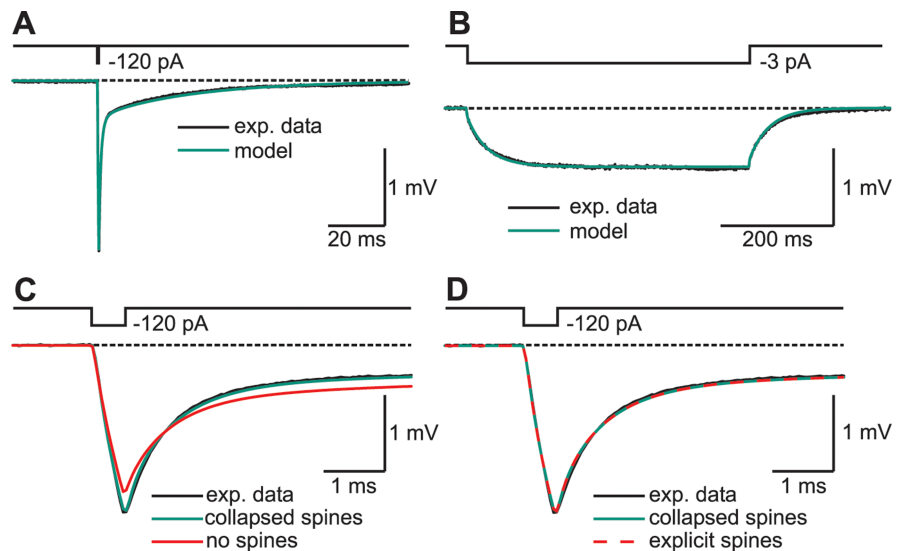 A
-120 pA
exp. data
model
1 mV
20 ms
B
-3 pA
exp. data
model
1 mV
200 ms
C
-120 pA
1 mV
1 ms
exp. data
collapsed spines
no spines
D
-120 pA
1 mV
1 ms
exp. data
collapsed spines
explicit spines